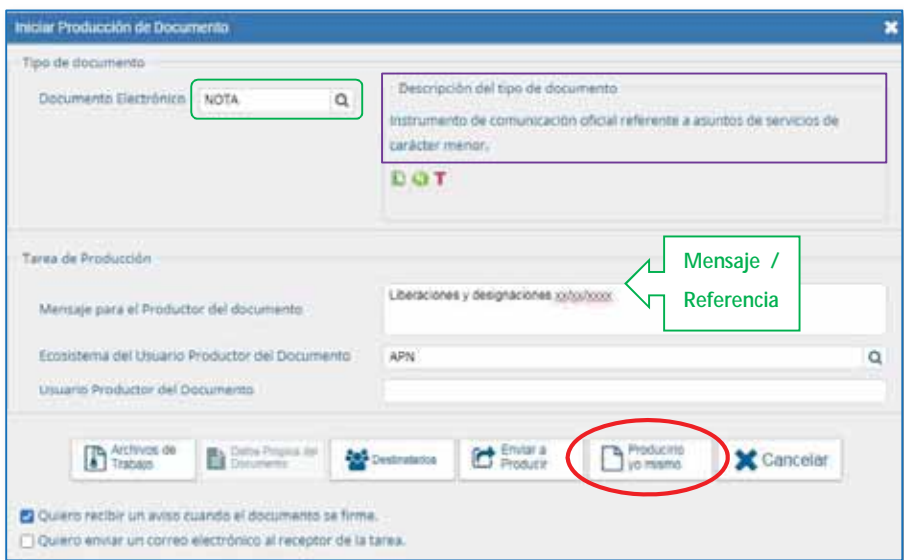 Iniciar Producción de Documento
Tipo de documento
Documento Electrónico NOTA
Descripción del tipo de documento
Instrumento de comunicación oficial referente a asuntos de servicios de
carácter menor.
Tarea de Producción
Mensaje /
Referencia
Mensaje para el Productor del documento
Liberaciones y designaciones xx/xx/xxxx
Ecosistema del Usuario Productor del Documento APN
Usuario Productor del Documento
Archivos de
Trabajo
Datos Propios del
Documento
Destinatarios
Enviar a
Producir
Producirlo
yo mismo
Cancelar
Quiero recibir un aviso cuando el documento se firme.
Quiero enviar un correo electrónico al receptor de la tarea.